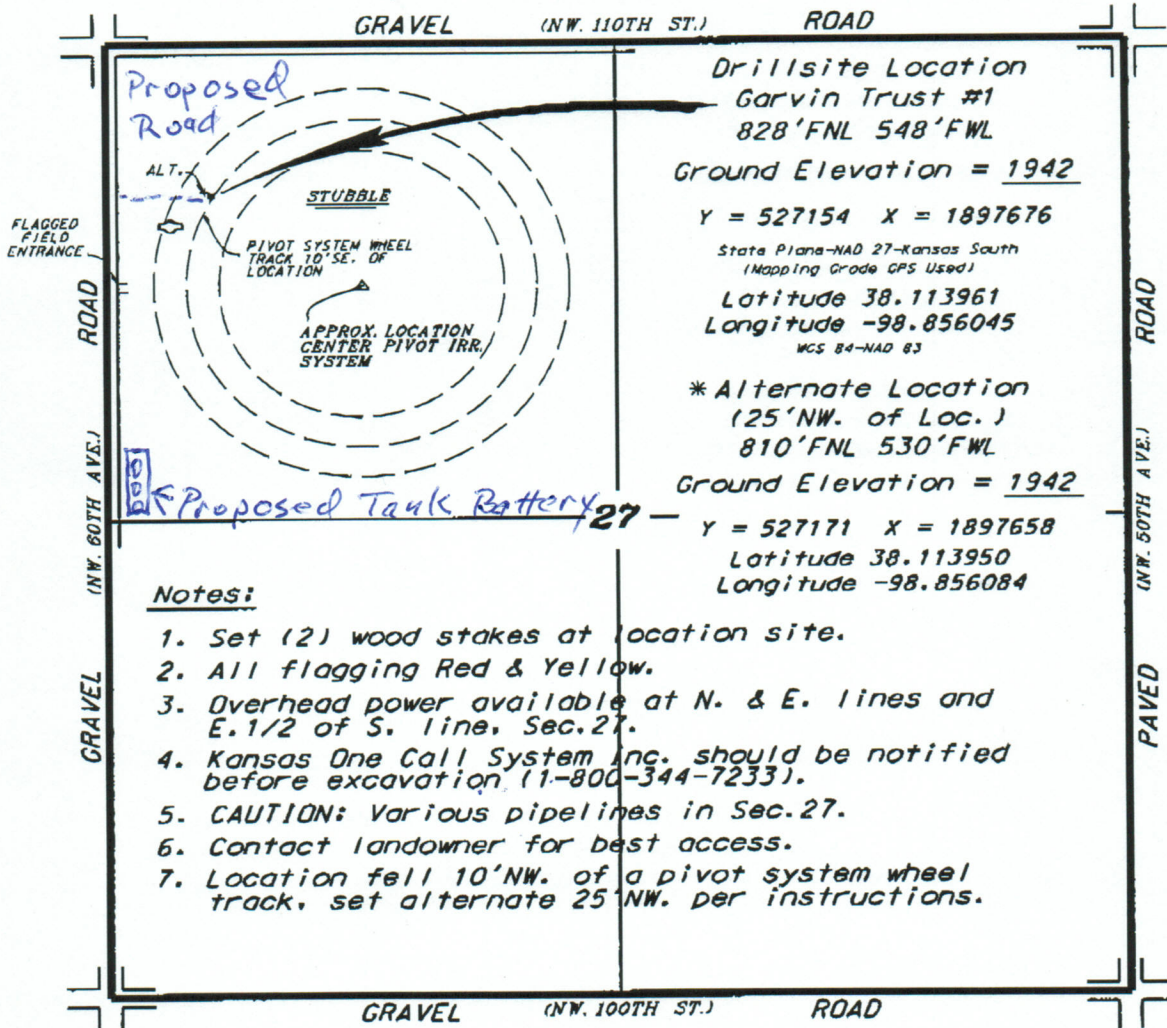 GRAVEL (NW. 110TH ST.) ROAD
Proposed
Road
ALT.
STUBBLE
FLAGGED
FIELD
ENTRANCE
PIVOT SYSTEM WHEEL
TRACK 10'SE. OF
LOCATION
APPROX. LOCATION
CENTER PIVOT IRR.
SYSTEM
Drillsite Location
Garvin Trust #1
828'FNL 548'FWL
Ground Elevation = 1942
Y = 527154 X = 1897676
State Plane-NAD 27-Kansas South
(Mapping Grade GPS Used)
Latitude 38.113961
Longitude -98.856045
WGS 84-NAD 83
* Alternate Location
(25'NW. of Loc.)
810'FNL 530'FWL
Ground Elevation = 1942
Y = 527171 X = 1897658
Latitude 38.113950
Longitude -98.856084
Proposed Tank Battery
27
GRAVEL (NW. 60TH AVE.) ROAD
PAVED (NW. 50TH AVE.) ROAD
Notes:
1. Set (2) wood stakes at location site.
2. All flagging Red & Yellow.
3. Overhead power available at N. & E. lines and
E.1/2 of S. line, Sec.27.
4. Kansas One Call System Inc. should be notified
before excavation (1-800-344-7233).
5. CAUTION: Various pipelines in Sec.27.
6. Contact landowner for best access.
7. Location fell 10'NW. of a pivot system wheel
track, set alternate 25'NW. per instructions.
GRAVEL (NW. 100TH ST.) ROAD